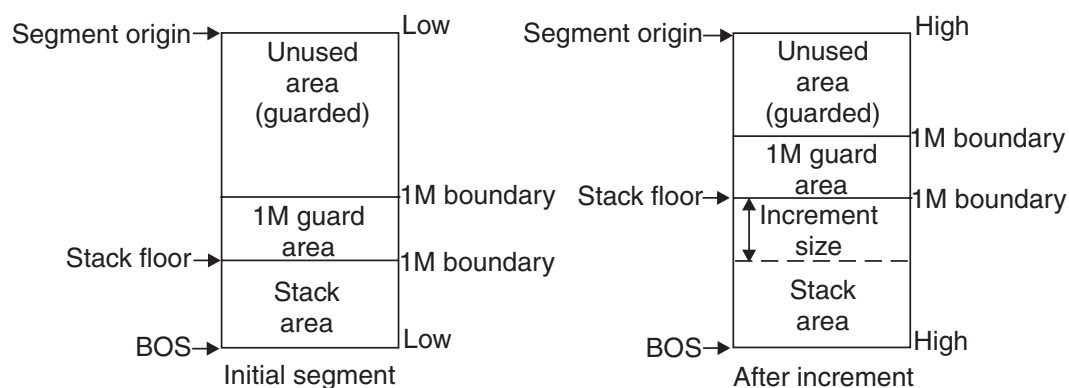 Segment origin
Low
Unused
area
(guarded)
1M boundary
1M guard
area
Stack floor
1M boundary
Stack
area
BOS
Low
Initial segment
Segment origin
High
Unused
area
(guarded)
1M boundary
1M guard
area
Stack floor
1M boundary
Increment
size
Stack
area
BOS
High
After increment